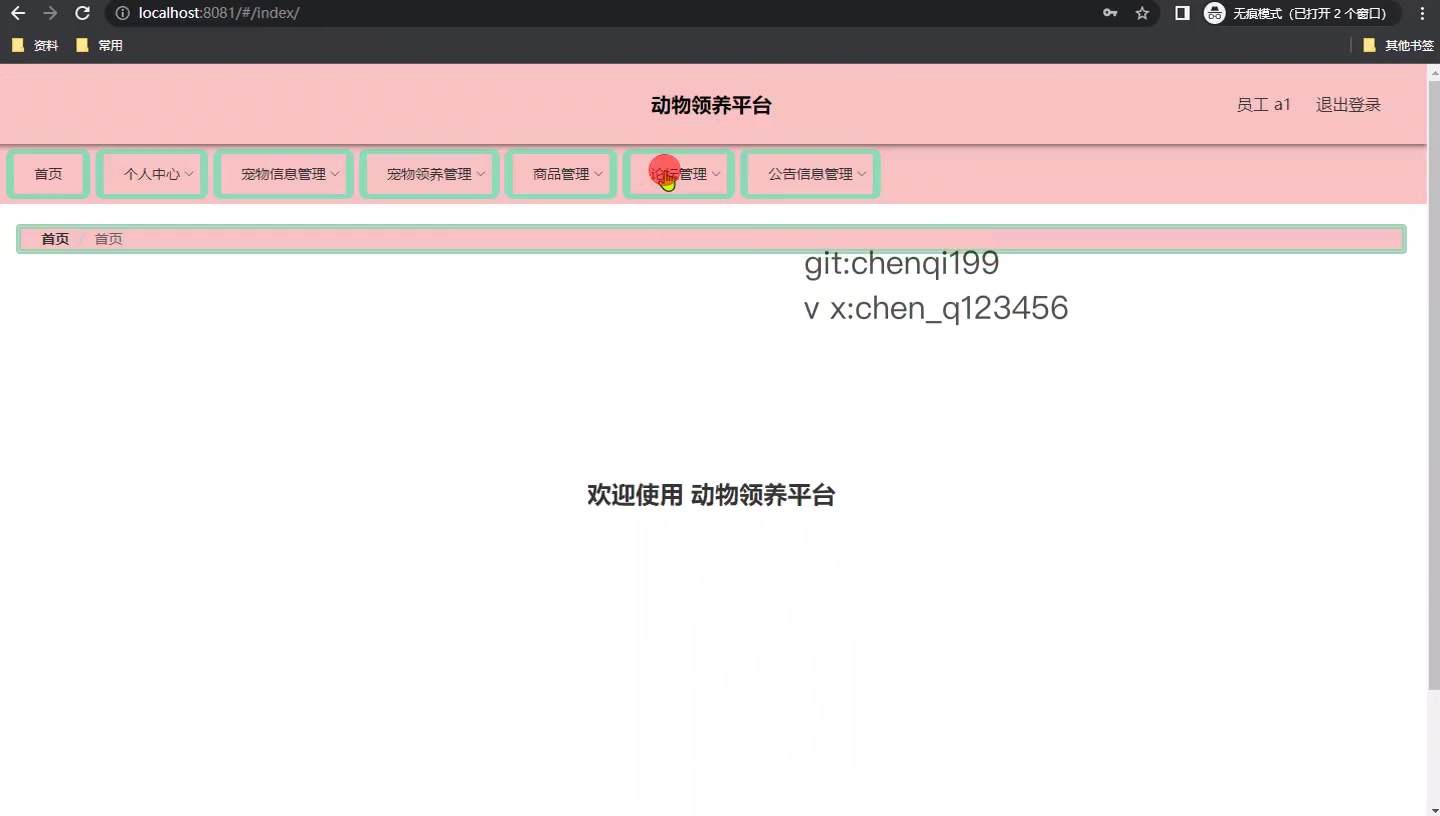 localhost:8081/#/index/
无痕模式（已打开 2 个窗口）
资料
常用
其他书签
动物领养平台
员工 a1
退出登录
首页
个人中心
宠物信息管理
宠物领养管理
商品管理
论坛管理
公告信息管理
首页 / 首页
git:chenqi199
v x:chen_q123456
欢迎使用 动物领养平台